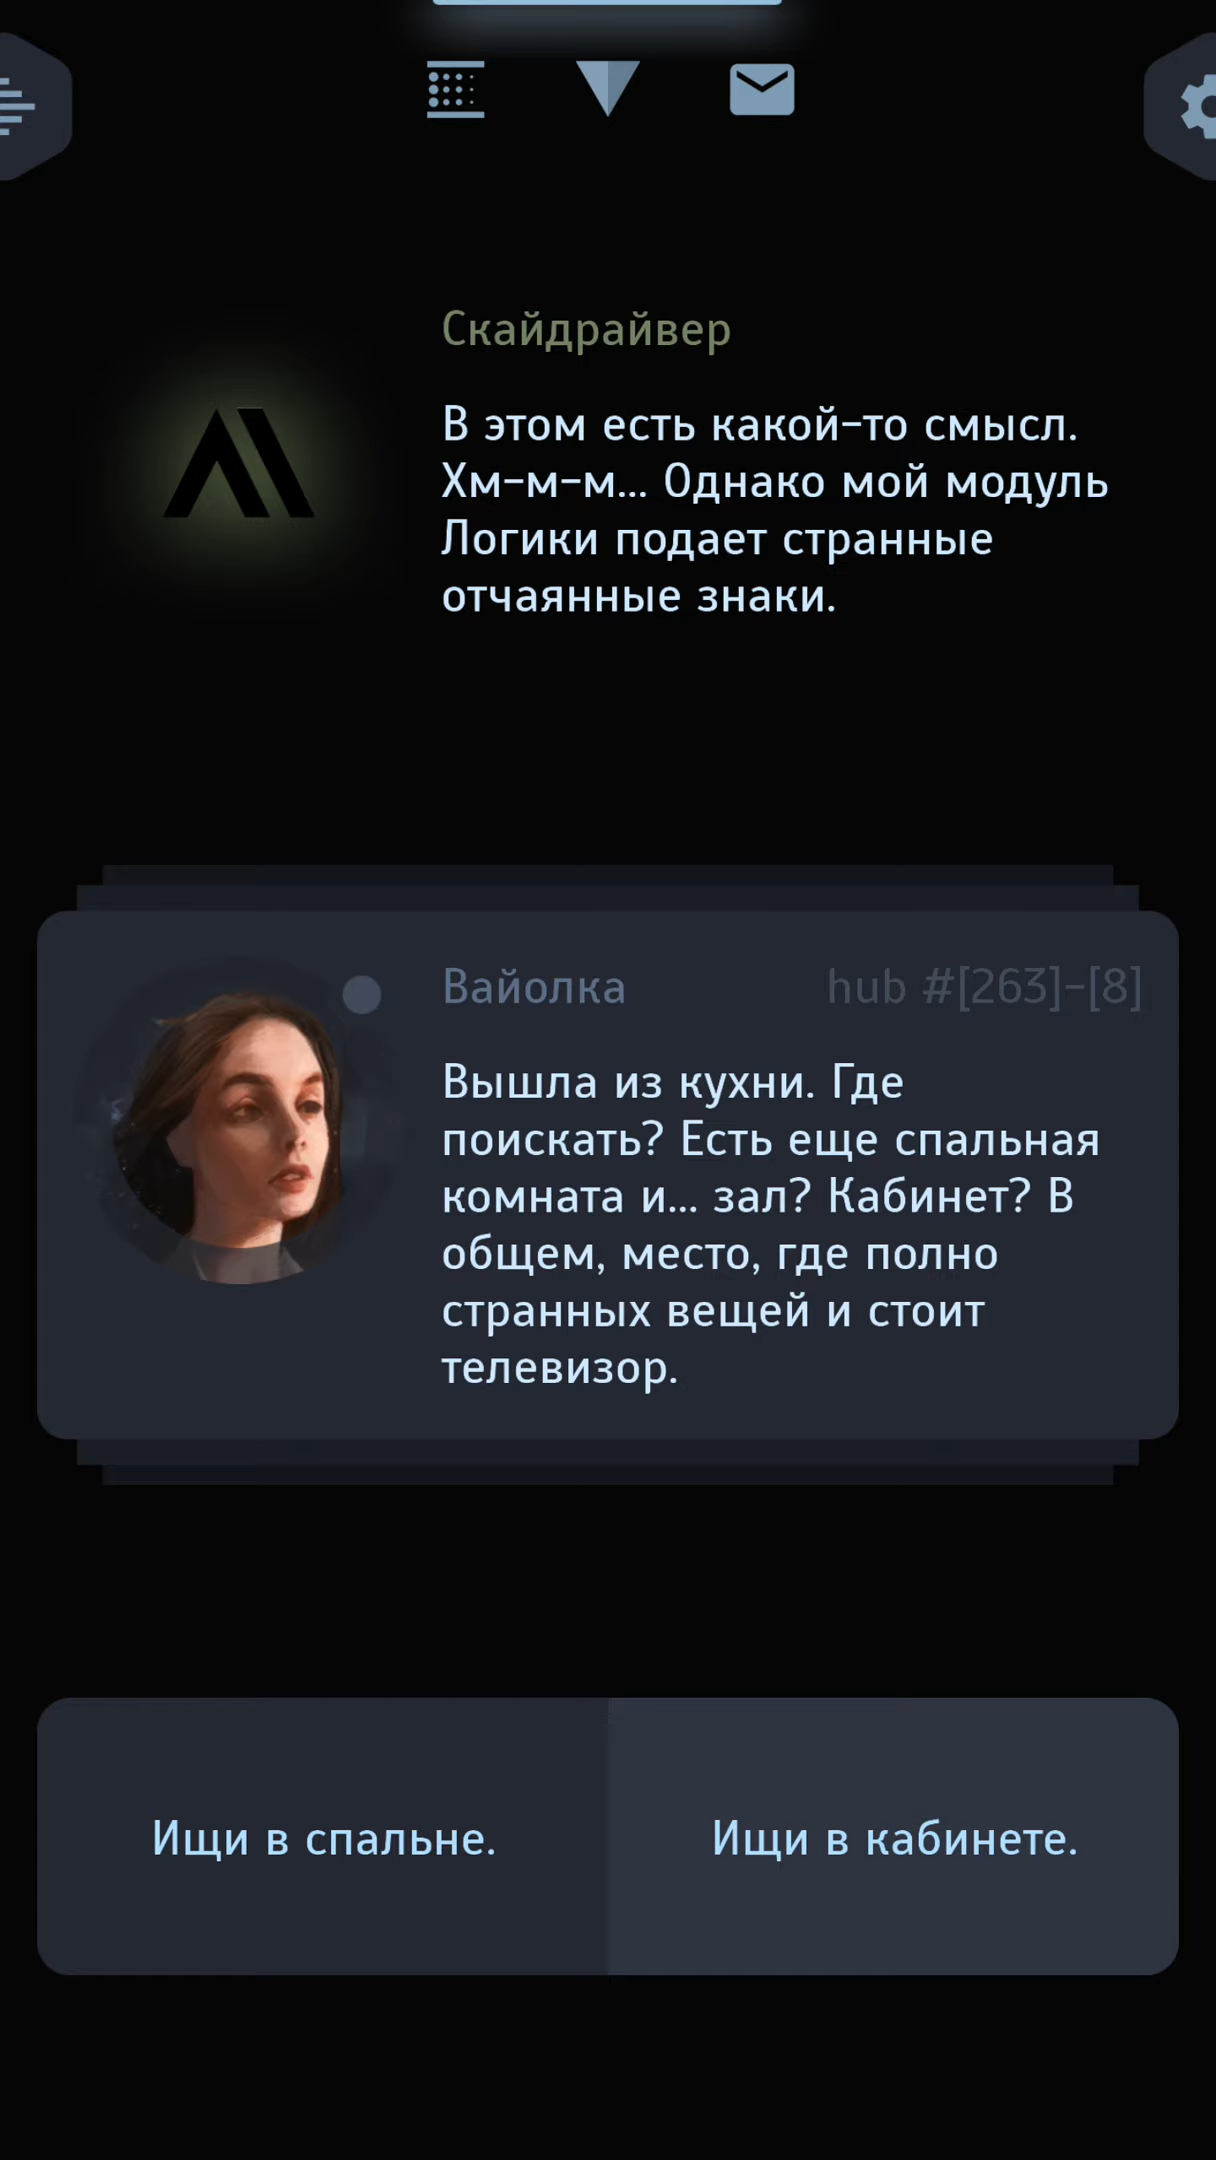 Скайдрайвер
В этом есть какой-то смысл.
Хм-м-м... Однако мой модуль
Логики подает странные
отчаянные знаки.
Вайолка hub #[263]-[8]
Вышла из кухни. Где
поискать? Есть еще спальная
комната и... зал? Кабинет? В
общем, место, где полно
странных вещей и стоит
телевизор.
Ищи в спальне. Ищи в кабинете.